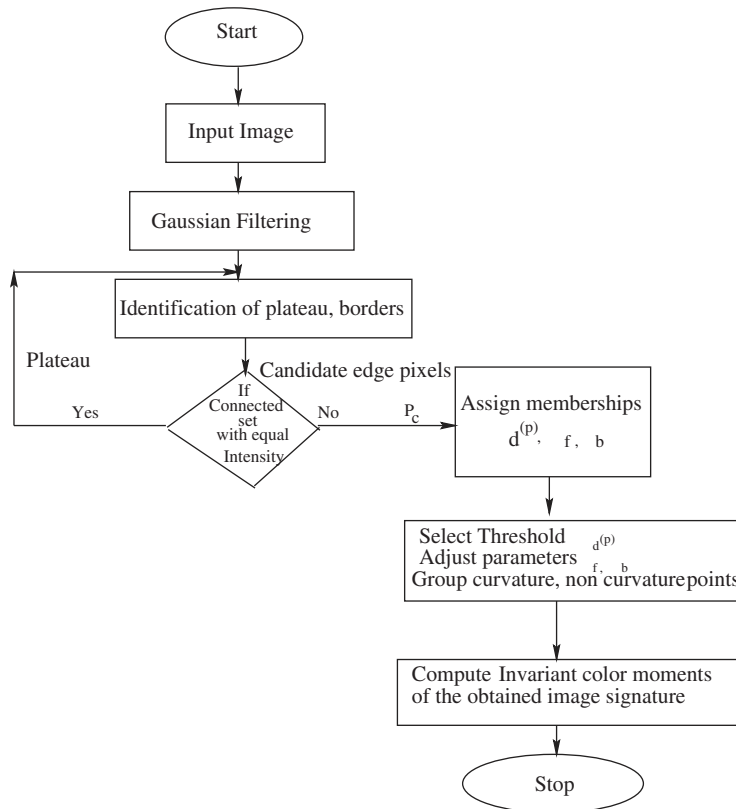 Start
Input Image
Gaussian Filtering
Identification of plateau, borders
Plateau
Candidate edge pixels
If
Connected
set
with equal
Intensity
Yes
No
Pc
Assign memberships
d(p), f, b
Select Threshold d(p)
Adjust parameters f, b
Group curvature, non curvature points
Compute Invariant color moments
of the obtained image signature
Stop